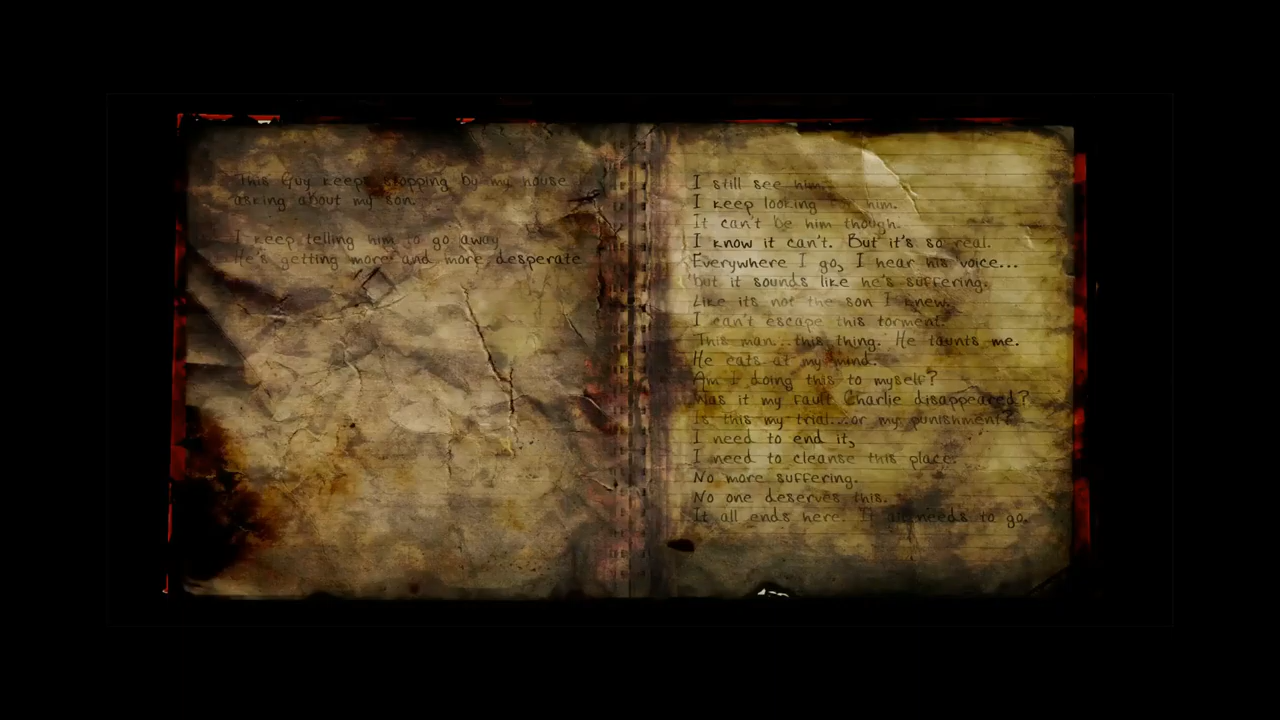 This Guy keeps stopping by my house
asking about my son.
I keep telling him to go away
He's getting more and more desperate
I still see him.
I keep looking for him.
It can't be him though.
I know it can't. But it's so real.
Everywhere I go, I hear his voice...
but it sounds like he's suffering.
Like its not the son I knew.
I can't escape this torment.
This man...this thing. He taunts me.
He eats at my mind.
Am I doing this to myself?
Was it my fault Charlie disappeared?
Is this my trial...or my punishment?
I need to end it,
I need to cleanse this place.
No more suffering.
No one deserves this.
It all ends here. It all needs to go.